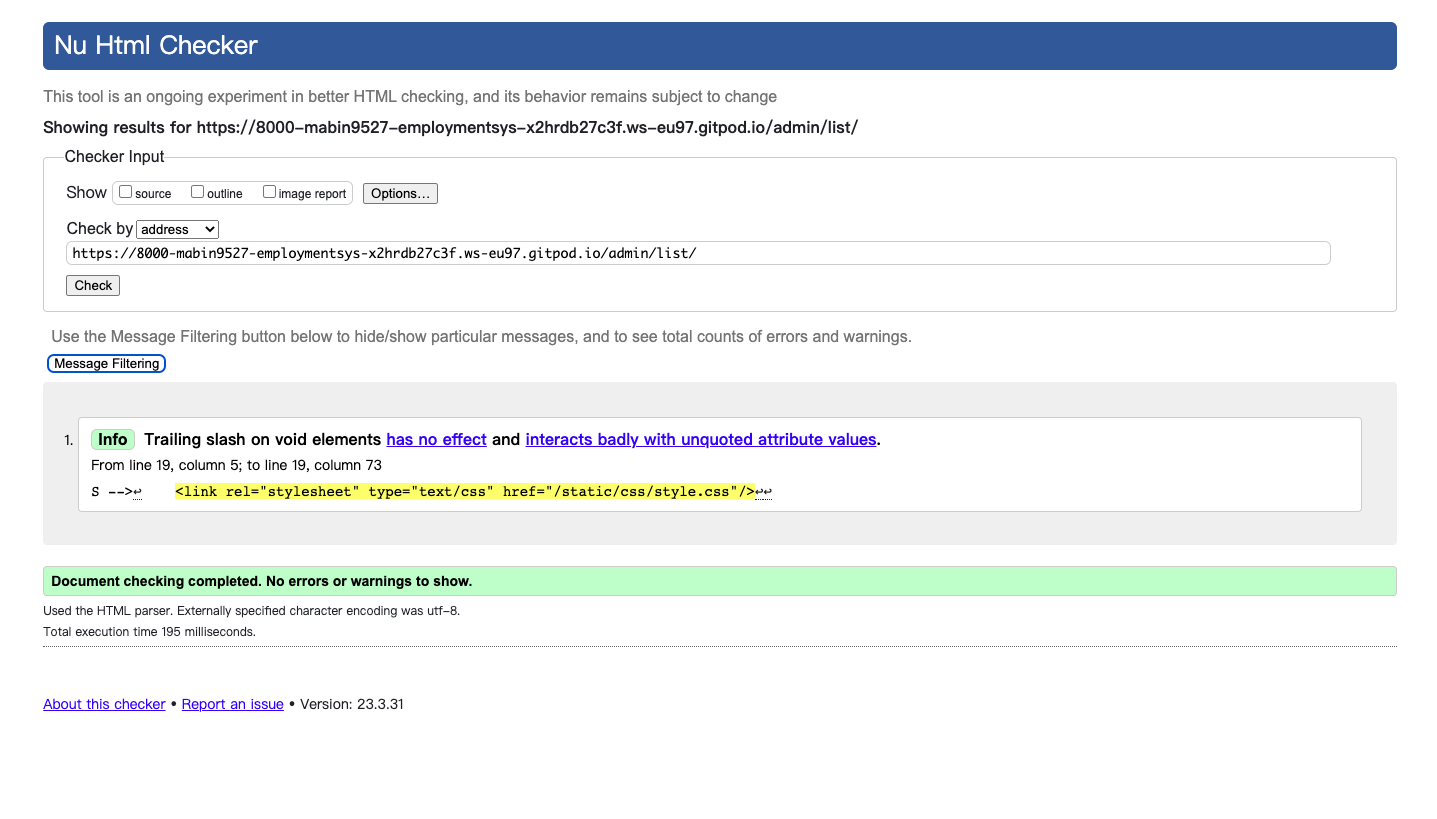 Nu Html Checker
This tool is an ongoing experiment in better HTML checking, and its behavior remains subject to change
Showing results for https://8000-mabin9527-employmentsys-x2hrdb27c3f.ws-eu97.gitpod.io/admin/list/
Checker Input
Show source outline image report Options...
Check by address
https://8000-mabin9527-employmentsys-x2hrdb27c3f.ws-eu97.gitpod.io/admin/list/
Check
Use the Message Filtering button below to hide/show particular messages, and to see total counts of errors and warnings.
Message Filtering
1. Info Trailing slash on void elements has no effect and interacts badly with unquoted attribute values.
From line 19, column 5; to line 19, column 73
S -->↩ <link rel="stylesheet" type="text/css" href="/static/css/style.css"/>↩↩
Document checking completed. No errors or warnings to show.
Used the HTML parser. Externally specified character encoding was utf-8.
Total execution time 195 milliseconds.
About this checker • Report an issue • Version: 23.3.31